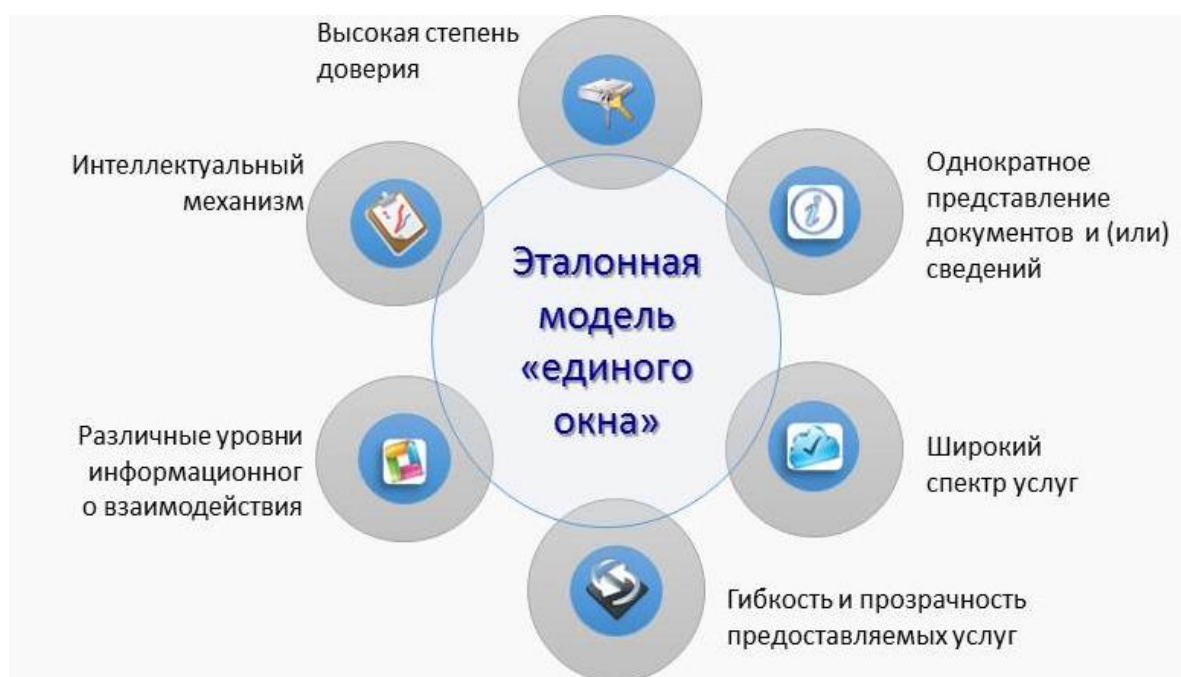 Высокая степень
доверия
Интеллектуальный
механизм
Однократное
представление
документов и (или)
сведений
Эталонная
модель
«единого
окна»
Различные уровни
информационног
о взаимодействия
Широкий
спектр услуг
Гибкость и прозрачность
предоставляемых услуг